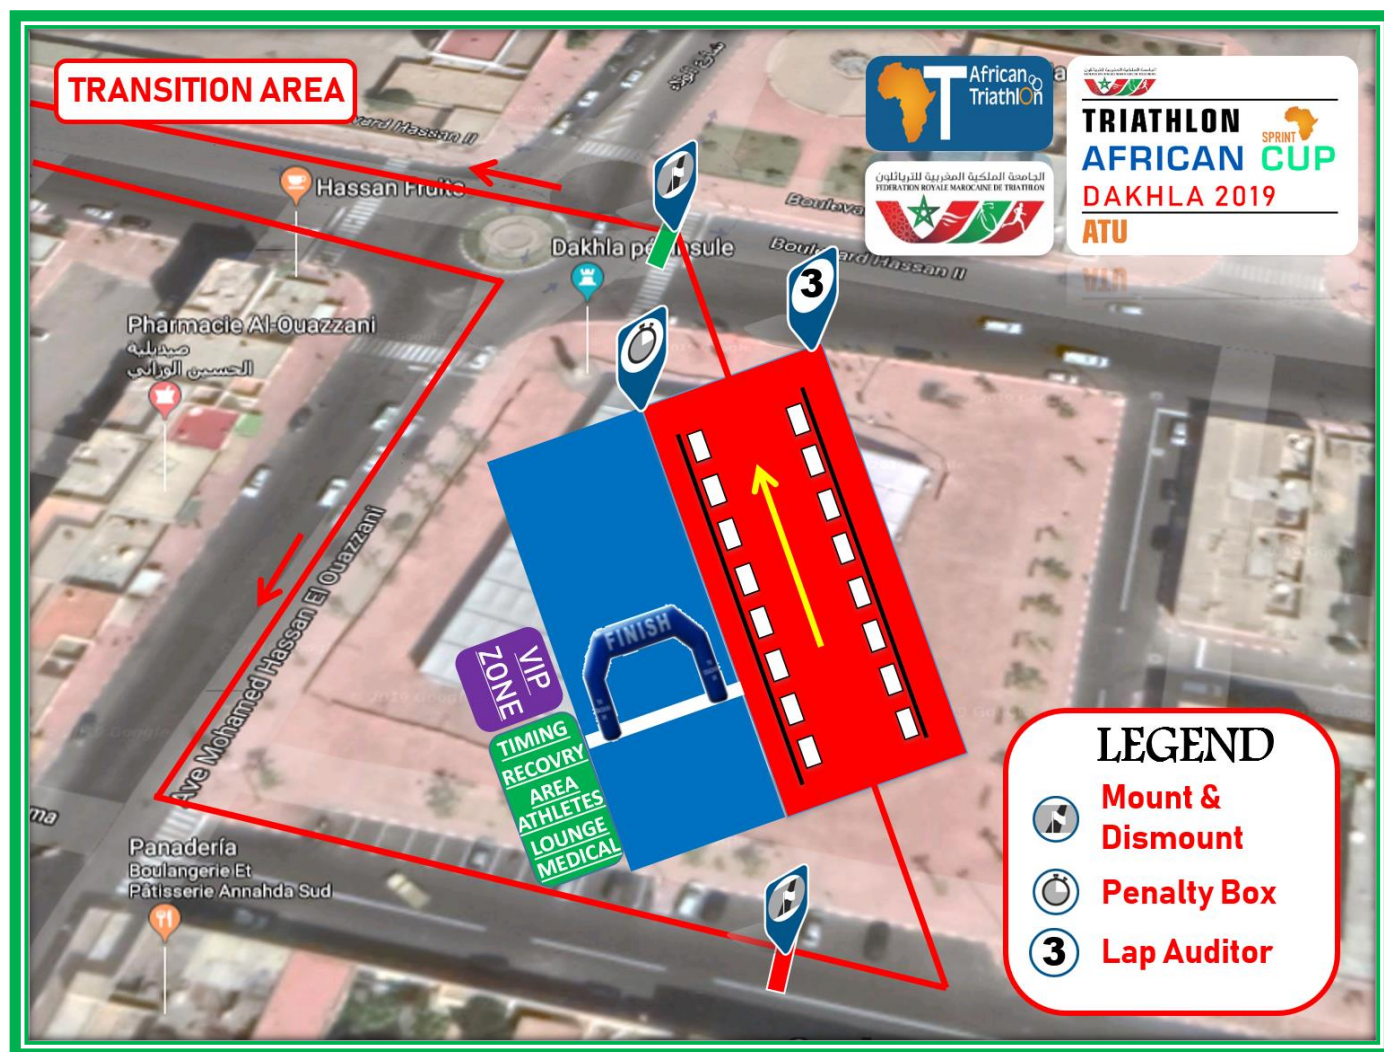 TRANSITION AREA
African
Triathlon
الجامعة الملكية المغربية للترياثلون
FEDERATION ROYALE MAROCAINE DE TRIATHLON
TRIATHLON
AFRICAN
SPRINT
CUP
DAKHLA 2019
ATU
Hassan II
Hassan Fruits
Dakhla
Boulevard Hassan II
3
Pharmacie Al-Ouazzani
صيدلية
الحسين الوزاني
Ave Mohamed Hassan El Ouazzani
FINISH
VIP
ZONE
TIMING
RECOVRY
AREA
ATHLETES
LOUNGE
MEDICAL
Panadería
Boulangerie Et
Pâtisserie Annahda Sud
LEGEND
Mount &
Dismount
Penalty Box
3
Lap Auditor